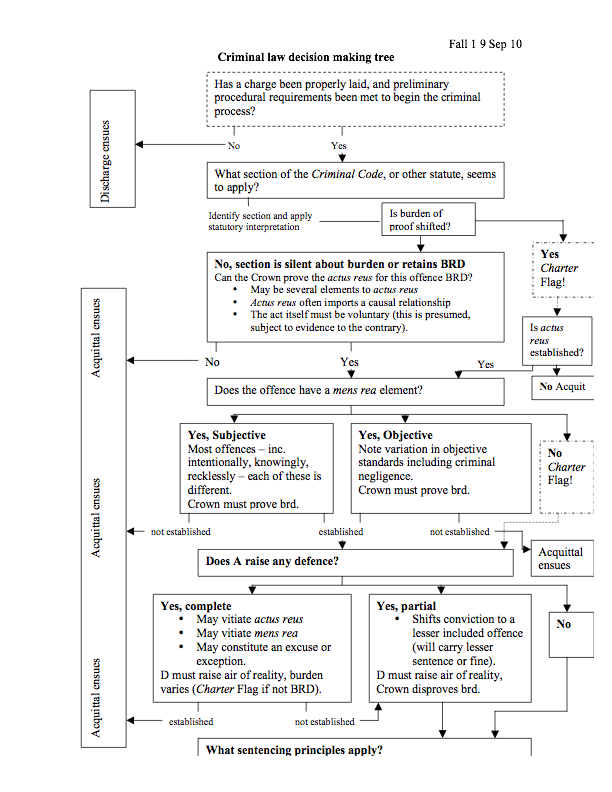 Fall 1 9 Sep 10
Criminal law decision making tree
Has a charge been properly laid, and preliminary
procedural requirements been met to begin the criminal
process?
Discharge ensues
No
Yes
What section of the Criminal Code, or other statute, seems
to apply?
Identify section and apply
statutory interpretation
Is burden of
proof shifted?
No, section is silent about burden or retains BRD
Can the Crown prove the actus reus for this offence BRD?
• May be several elements to actus reus
• Actus reus often imports a causal relationship
• The act itself must be voluntary (this is presumed,
subject to evidence to the contrary).
Yes
Charter
Flag!
Is actus
reus
established?
Acquittal ensues
No
Yes
Yes
No Acquit
Does the offence have a mens rea element?
Yes, Subjective
Most offences – inc.
intentionally, knowingly,
recklessly – each of these is
different.
Crown must prove brd.
Yes, Objective
Note variation in objective
standards including criminal
negligence.
Crown must prove brd.
No
Charter
Flag!
Acquittal ensues
not established
established
not established
Does A raise any defence?
Acquittal
ensues
Yes, complete
• May vitiate actus reus
• May vitiate mens rea
• May constitute an excuse or
exception.
D must raise air of reality, burden
varies (Charter Flag if not BRD).
Yes, partial
• Shifts conviction to a
lesser included offence
(will carry lesser
sentence or fine).
D must raise air of reality,
Crown disproves brd.
No
Acquittal ensues
established
not established
What sentencing principles apply?